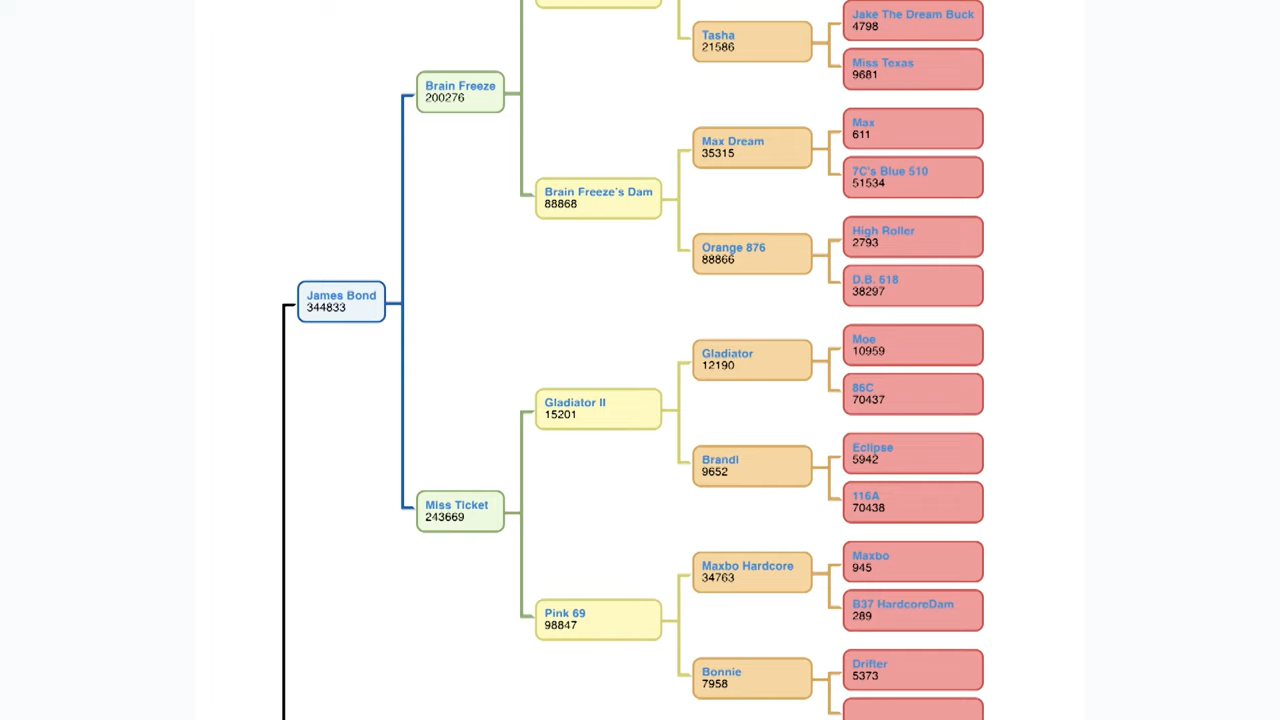 Jake The Dream Buck
4798
Tasha
21586
Miss Texas
9681
Brain Freeze
200276
Max
611
Max Dream
35315
7C's Blue 510
51534
Brain Freeze's Dam
88868
High Roller
2793
Orange 876
88866
D.B. 618
38297
James Bond
344833
Moe
10959
Gladiator
12190
86C
70437
Gladiator II
15201
Eclipse
5942
Brandi
9652
116A
70438
Miss Ticket
243669
Maxbo
945
Maxbo Hardcore
34763
B37 HardcoreDam
289
Pink 69
98847
Drifter
5373
Bonnie
7958